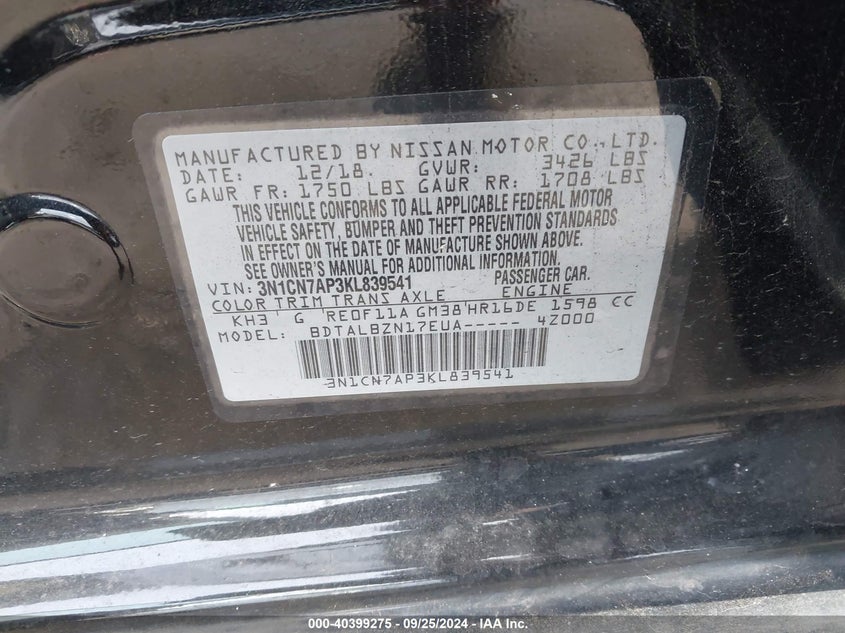 MANUFACTURED BY NISSAN MOTOR CO., LTD.
DATE: 12/18. GVWR: 3426 LBS
GAWR FR: 1750 LBS GAWR RR: 1708 LBS
THIS VEHICLE CONFORMS TO ALL APPLICABLE FEDERAL MOTOR
VEHICLE SAFETY, BUMPER AND THEFT PREVENTION STANDARDS
IN EFFECT ON THE DATE OF MANUFACTURE SHOWN ABOVE.
SEE OWNER'S MANUAL FOR ADDITIONAL INFORMATION.
VIN: 3N1CN7AP3KL839541 PASSENGER CAR.
COLOR TRIM TRANS AXLE ENGINE
KH3 G RE0F11A GM38 HR16DE 1598 CC
MODEL: BDTALBZN17EUA----- 4Z000
3N1CN7AP3KL839541
000-40399275 - 09/25/2024 - IAA Inc.